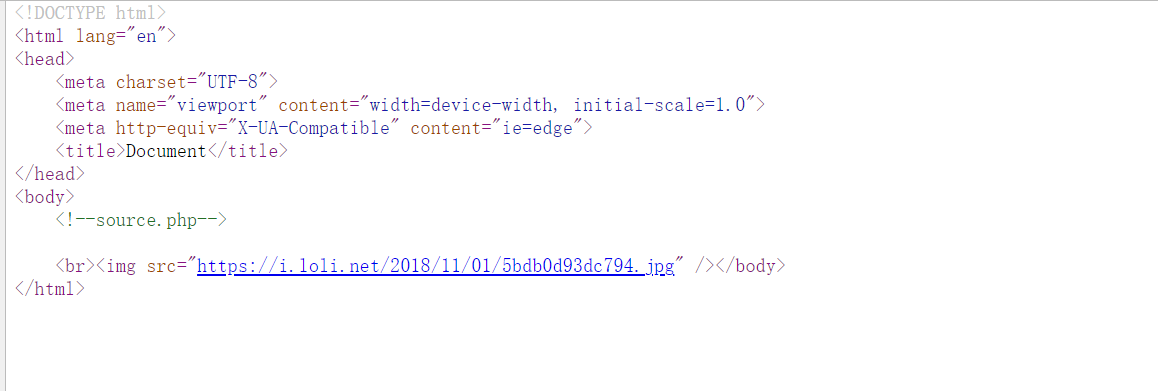 <!DOCTYPE html>
<html lang="en">
<head>
    <meta charset="UTF-8">
    <meta name="viewport" content="width=device-width, initial-scale=1.0">
    <meta http-equiv="X-UA-Compatible" content="ie=edge">
    <title>Document</title>
</head>
<body>
    <!--source.php-->
    <br><img src="https://i.loli.net/2018/11/01/5bdb0d93dc794.jpg" /></body>
</html>